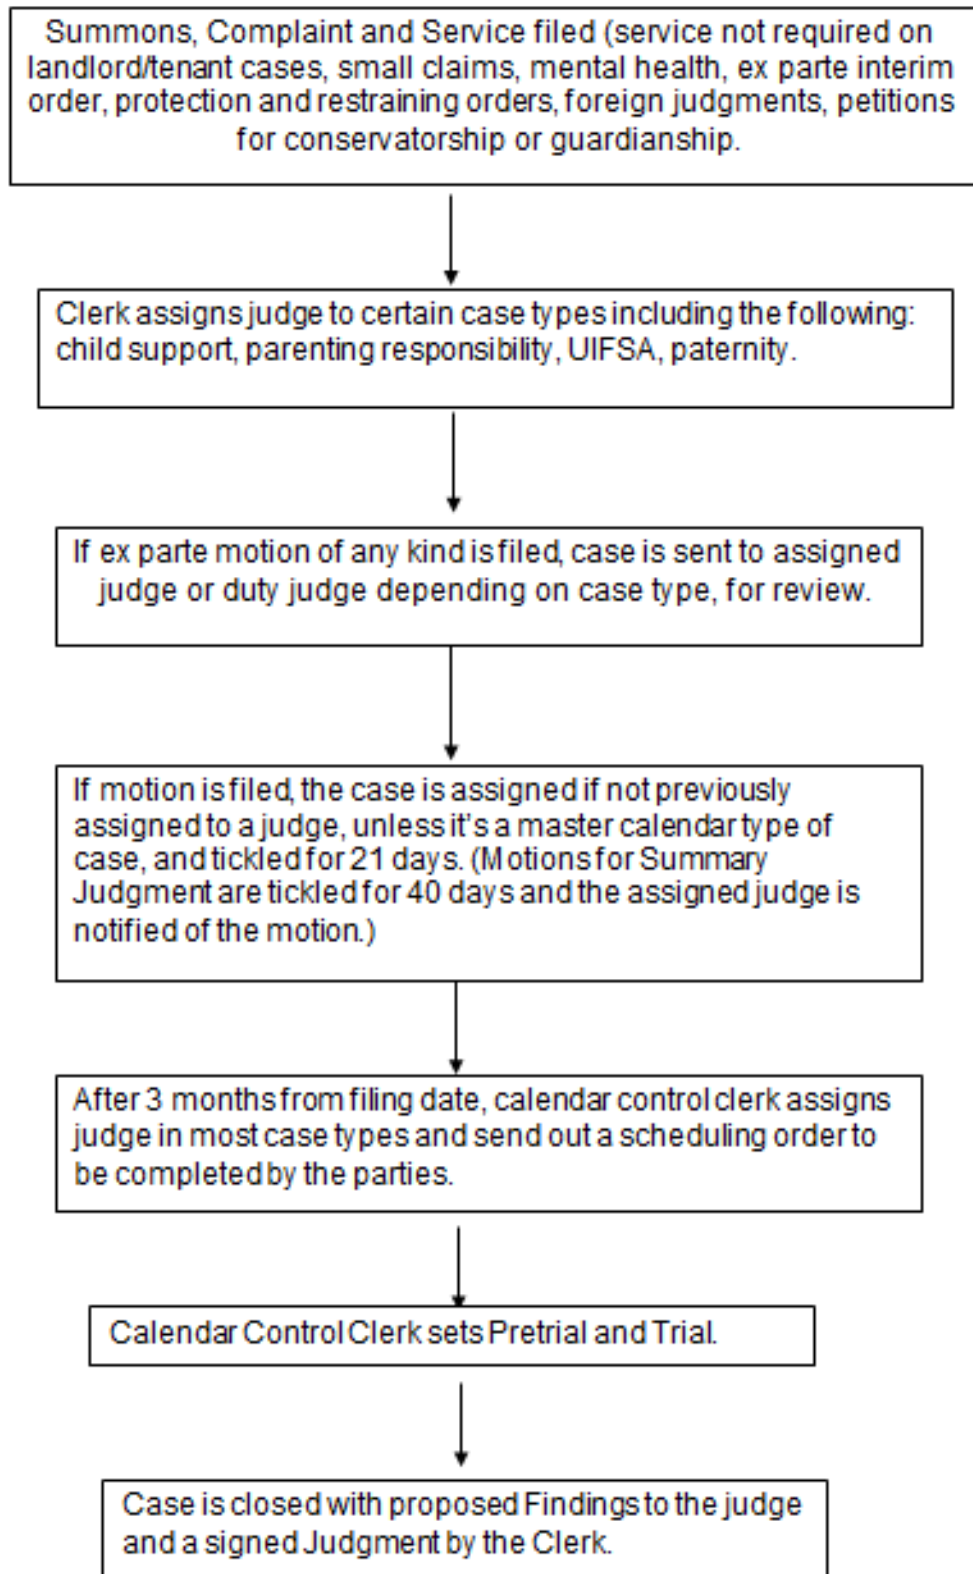 Summons, Complaint and Service filed (service not required on
landlord/tenant cases, small claims, mental health, ex parte interim
order, protection and restraining orders, foreign judgments, petitions
for conservatorship or guardianship.
Clerk assigns judge to certain case types including the following:
child support, parenting responsibility, UIFSA, paternity.
If ex parte motion of any kind is filed, case is sent to assigned
judge or duty judge depending on case type, for review.
If motion is filed, the case is assigned if not previously
assigned to a judge, unless it's a master calendar type of
case, and tickled for 21 days. (Motions for Summary
Judgment are tickled for 40 days and the assigned judge is
notified of the motion.)
After 3 months from filing date, calendar control clerk assigns
judge in most case types and send out a scheduling order to
be completed by the parties.
Calendar Control Clerk sets Pretrial and Trial.
Case is closed with proposed Findings to the judge
and a signed Judgment by the Clerk.